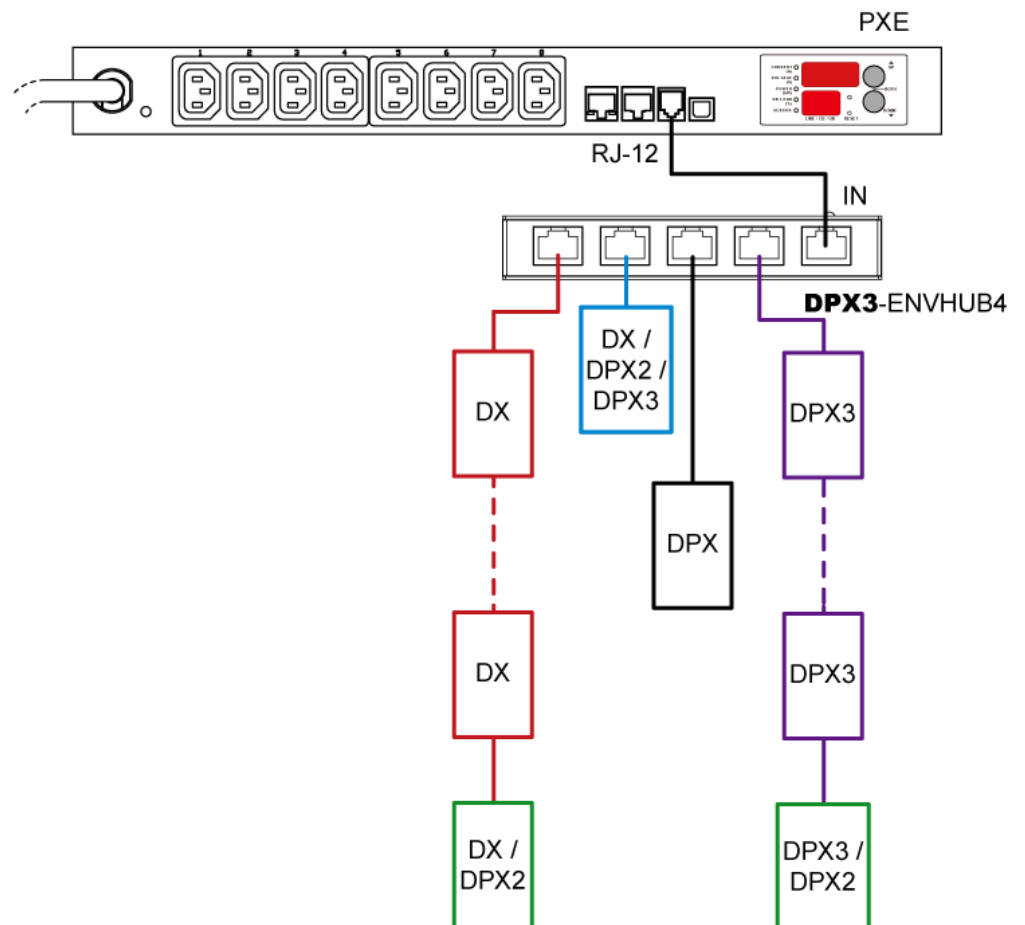 PXE
1 2 3 4 5 6 7 8
RJ-12
IN
DPX3-ENVHUB4
DX /
DPX2 /
DPX3
DX
DPX3
DPX
DX
DPX3
DX /
DPX2
DPX3 /
DPX2